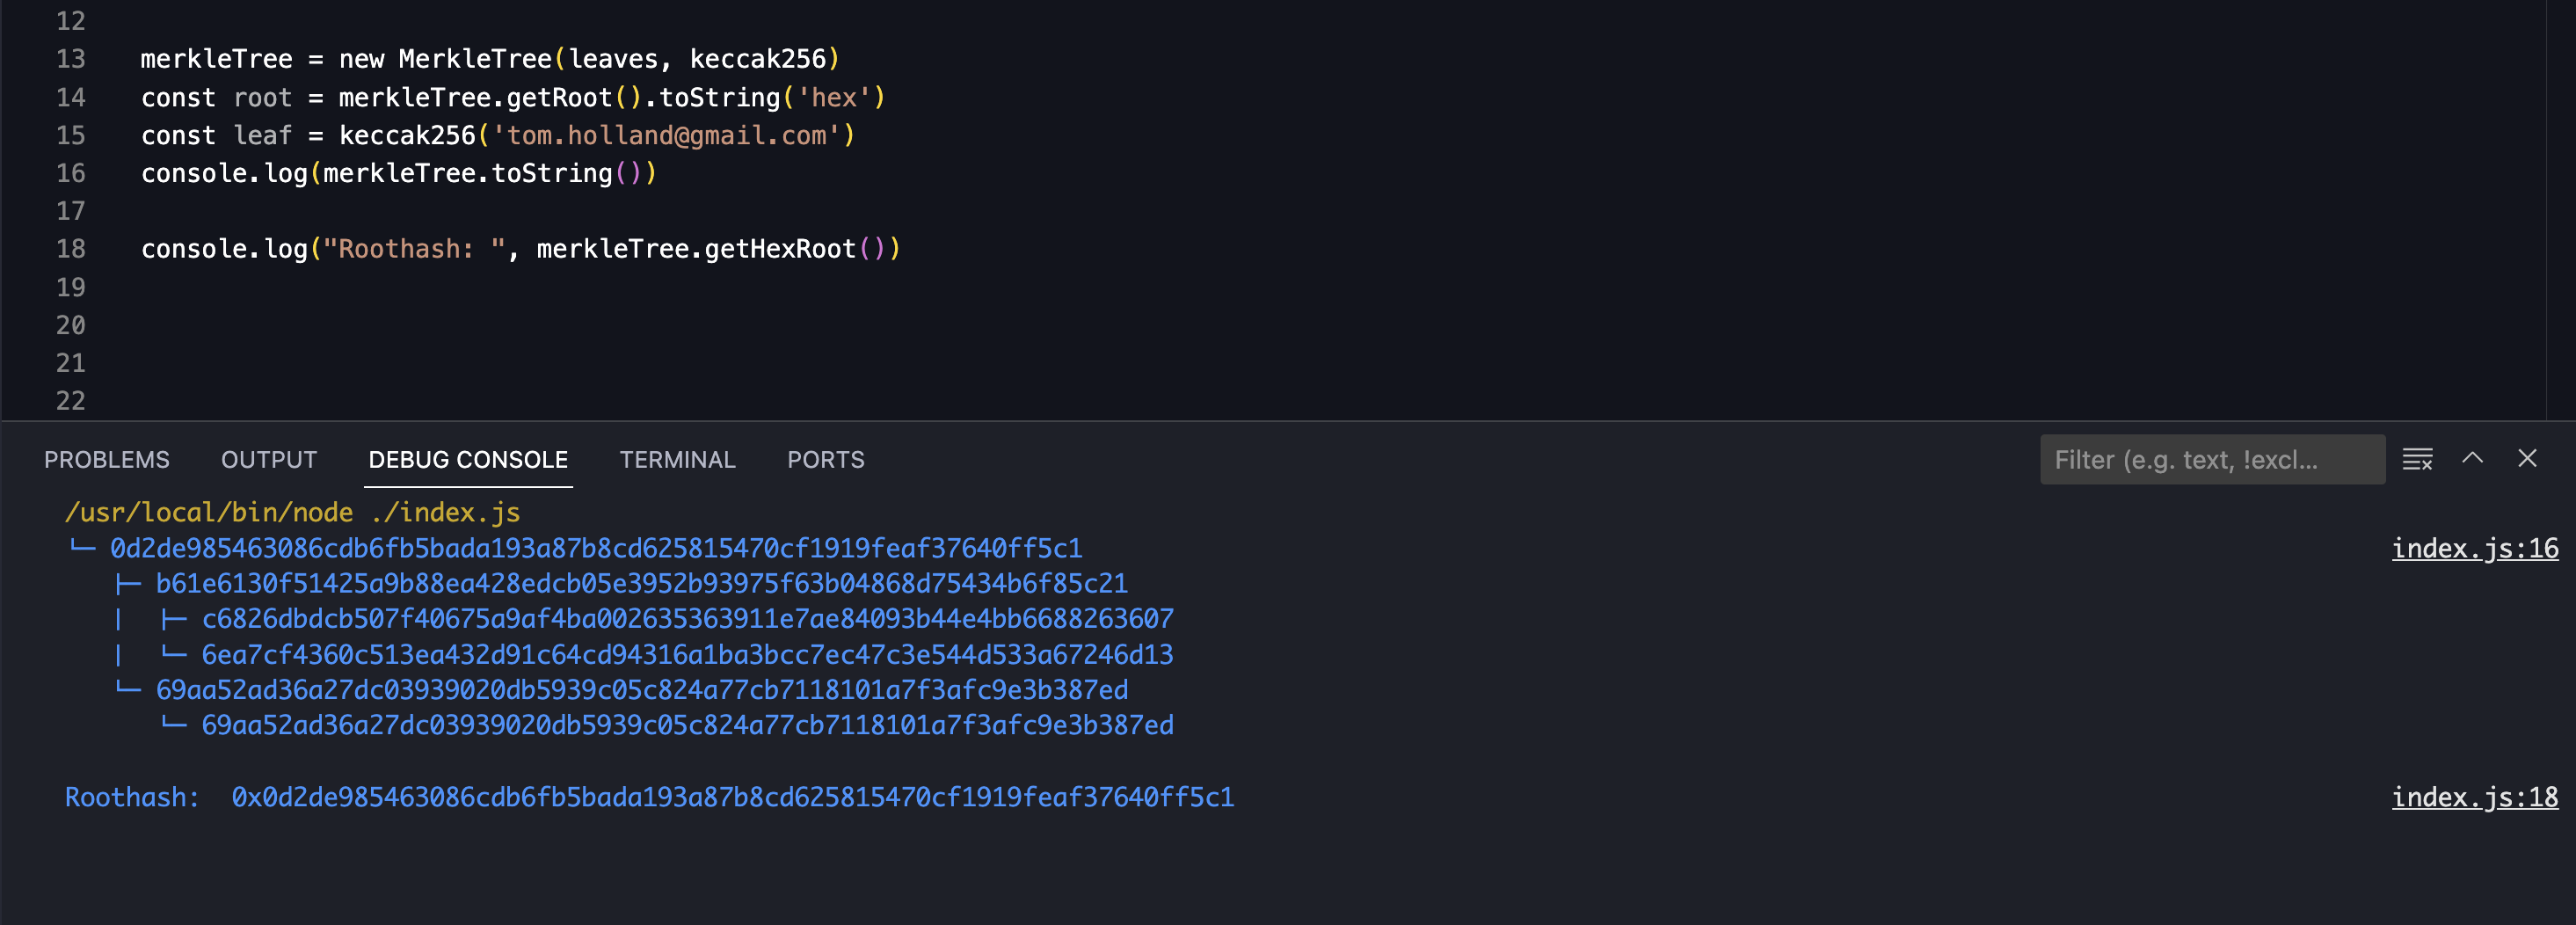 12
13 merkleTree = new MerkleTree(leaves, keccak256)
14 const root = merkleTree.getRoot().toString('hex')
15 const leaf = keccak256('tom.holland@gmail.com')
16 console.log(merkleTree.toString())
17
18 console.log("Roothash: ", merkleTree.getHexRoot())
19
20
21
22
PROBLEMS OUTPUT DEBUG CONSOLE TERMINAL PORTS Filter (e.g. text, !excl...
/usr/local/bin/node ./index.js
└─ 0d2de985463086cdb6fb5bada193a87b8cd625815470cf1919feaf37640ff5c1 index.js:16
├─ b61e6130f51425a9b88ea428edcb05e3952b93975f63b04868d75434b6f85c21
│ ├─ c6826dbdcb507f40675a9af4ba002635363911e7ae84093b44e4bb6688263607
│ └─ 6ea7cf4360c513ea432d91c64cd94316a1ba3bcc7ec47c3e544d533a67246d13
└─ 69aa52ad36a27dc03939020db5939c05c824a77cb7118101a7f3afc9e3b387ed
└─ 69aa52ad36a27dc03939020db5939c05c824a77cb7118101a7f3afc9e3b387ed
Roothash: 0x0d2de985463086cdb6fb5bada193a87b8cd625815470cf1919feaf37640ff5c1 index.js:18